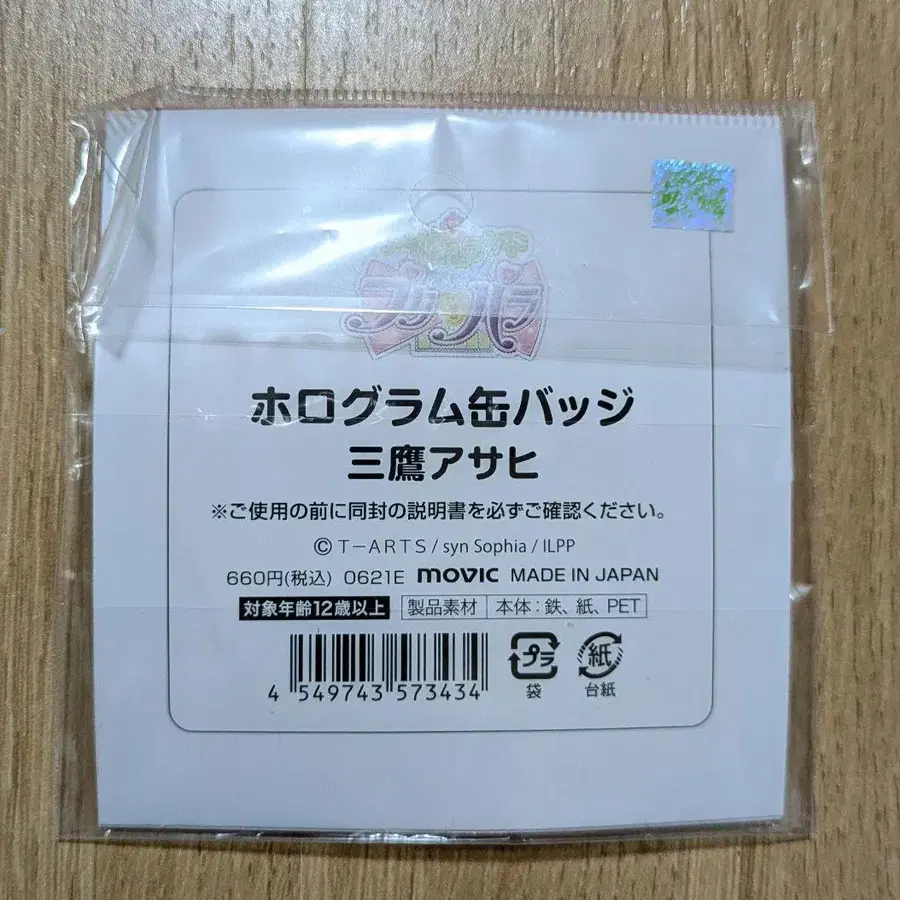 プリパラ
ホログラム缶バッジ
三鷹アサヒ
※ご使用の前に同封の説明書を必ずご確認ください。
©T-ARTS / syn Sophia / ILPP
660円(税込) 0621E movic MADE IN JAPAN
対象年齢12歳以上 製品素材 本体：鉄、紙、PET
4 549743 573434
プラ 紙
袋 台紙